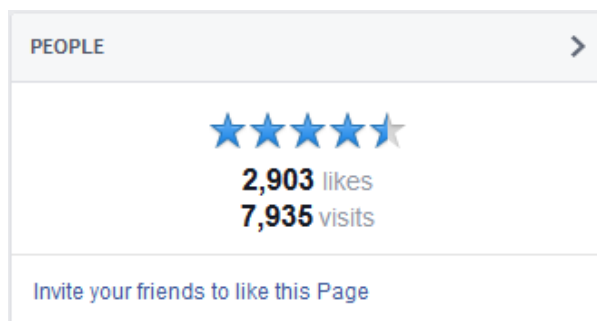 PEOPLE
2,903 likes
7,935 visits
Invite your friends to like this Page